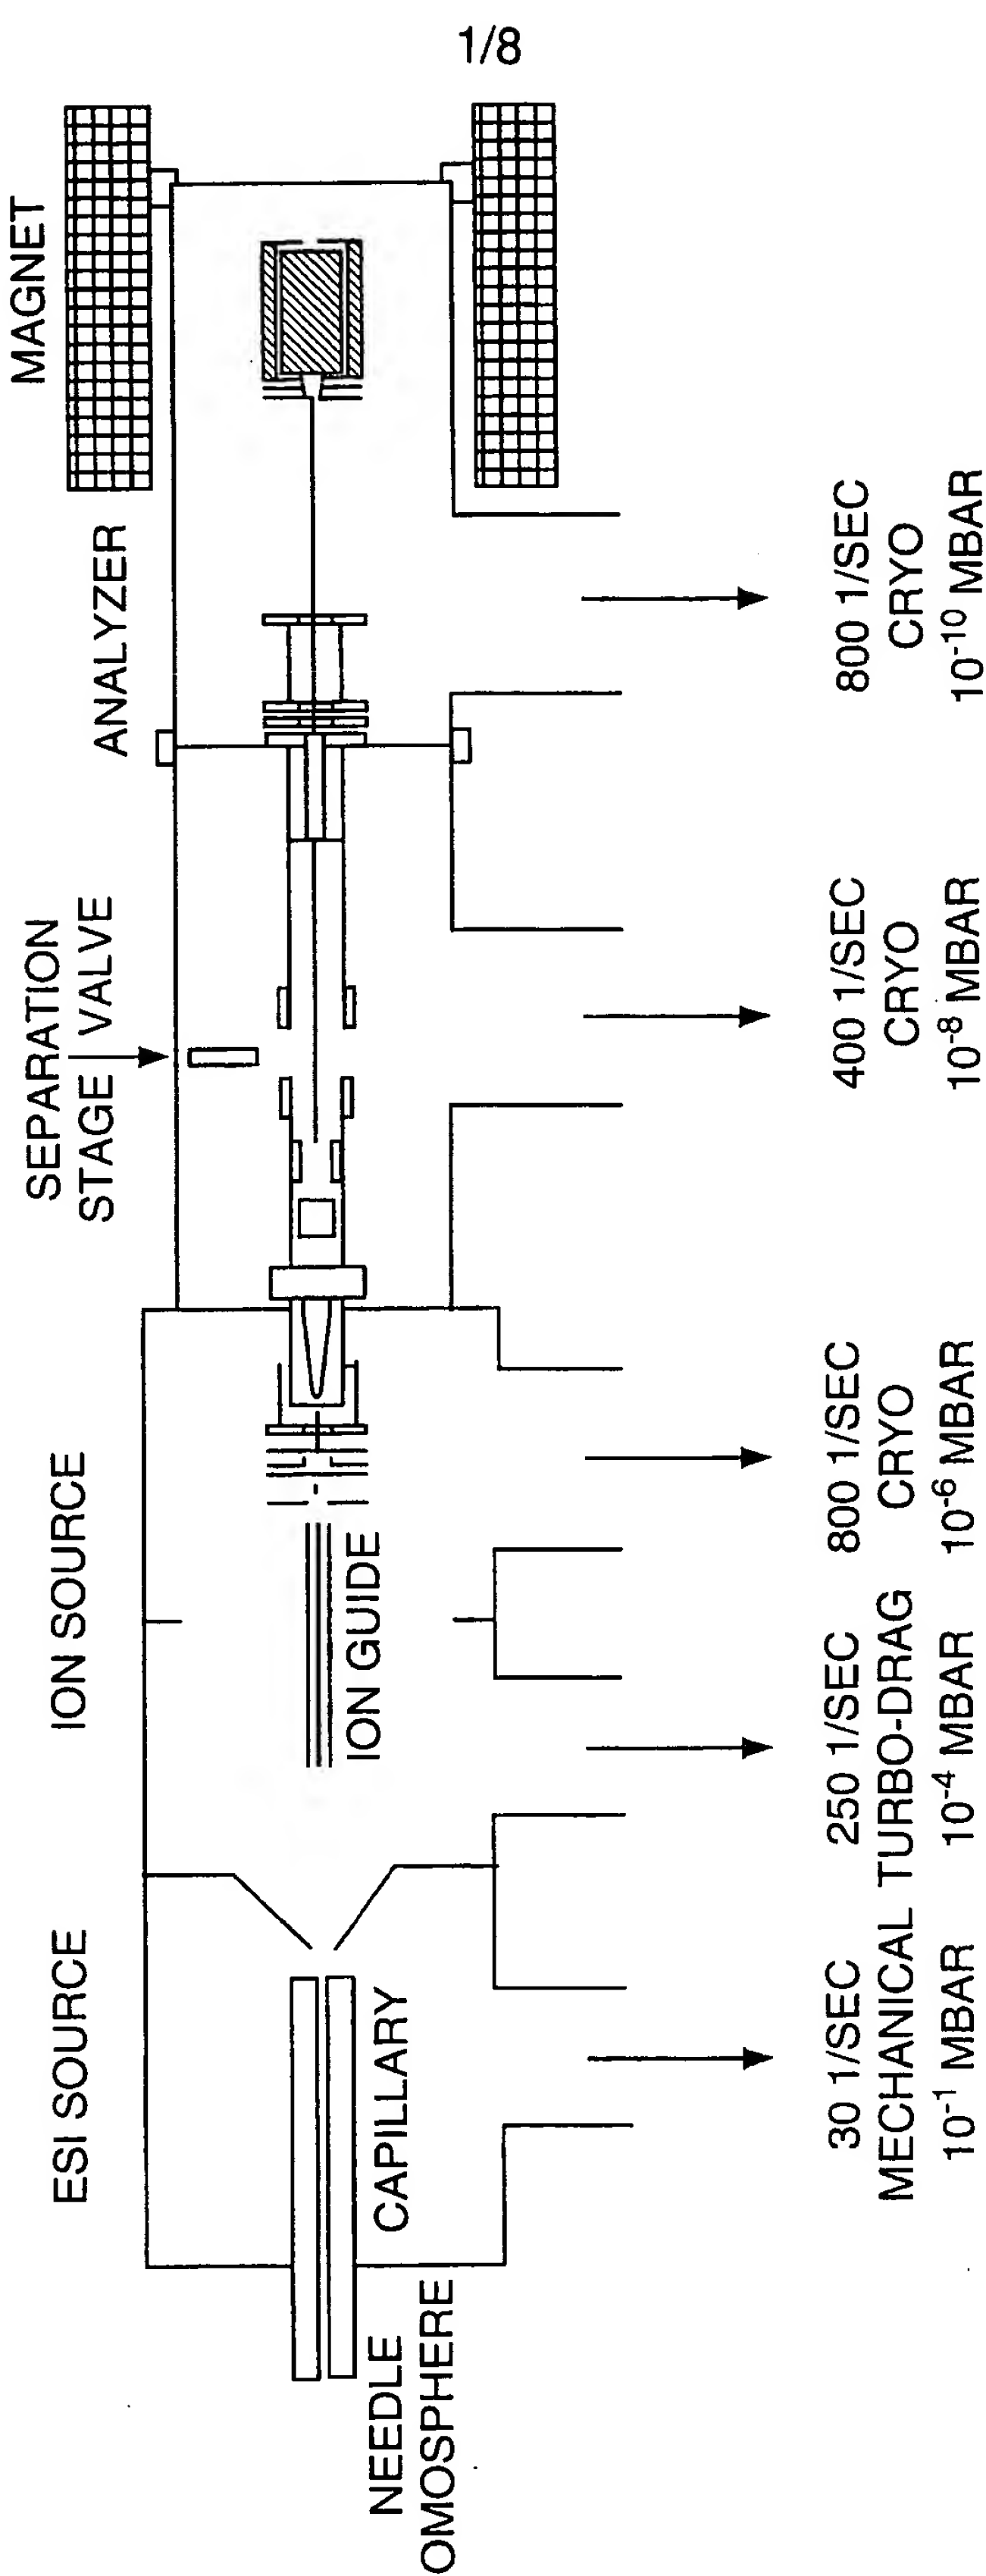 1/8
ESI SOURCE
ION SOURCE
SEPARATION
STAGE VALVE
ANALYZER
MAGNET
NEEDLE
OMOSPHERE
CAPILLARY
ION GUIDE
30 1/SEC
MECHANICAL
10⁻¹ MBAR
250 1/SEC
TURBO-DRAG
10⁻⁴ MBAR
800 1/SEC
CRYO
10⁻⁶ MBAR
400 1/SEC
CRYO
10⁻⁸ MBAR
800 1/SEC
CRYO
10⁻¹⁰ MBAR